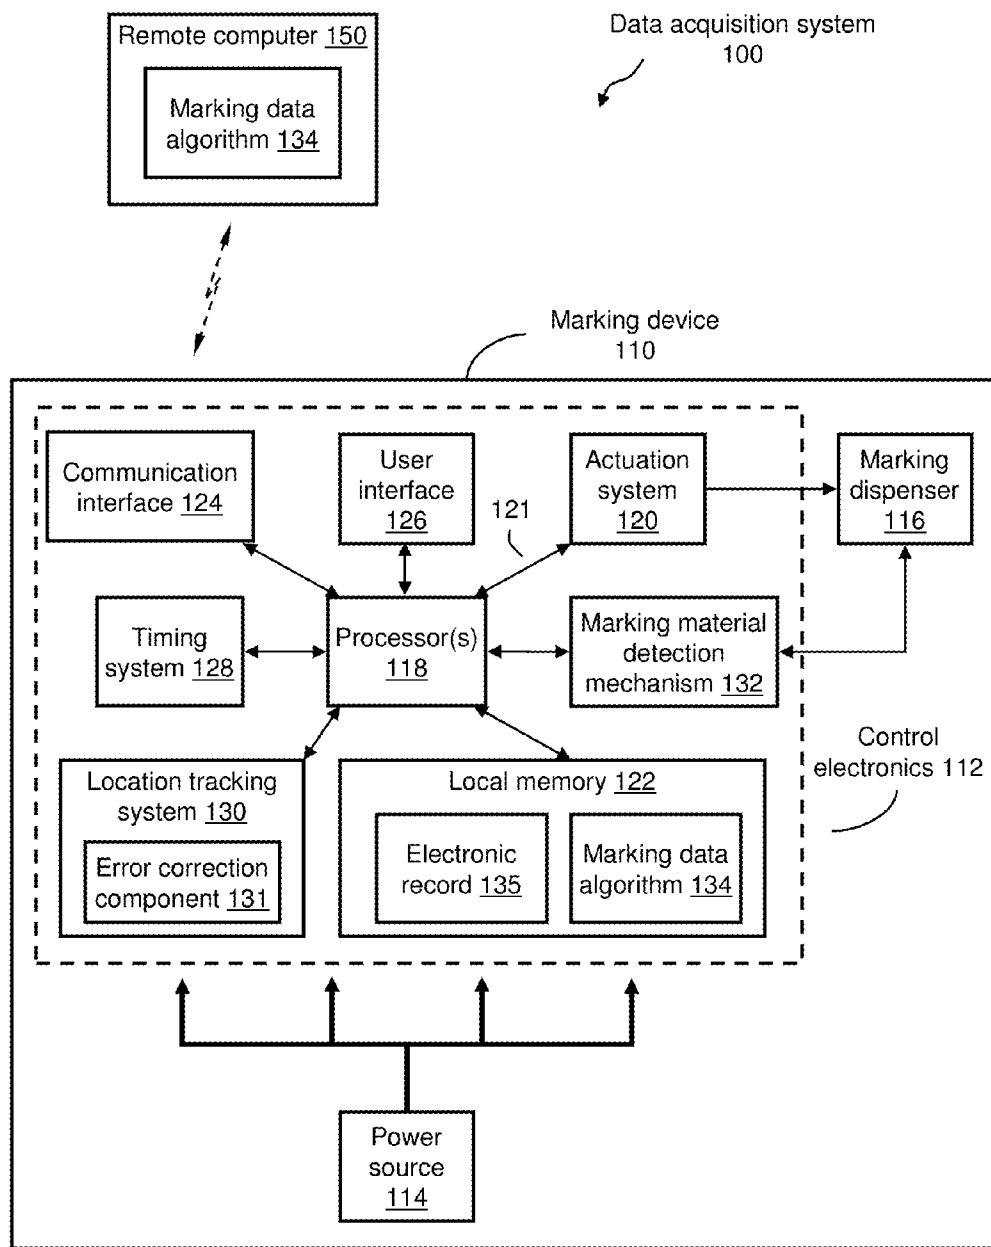 Remote computer 150
Marking data
algorithm 134
Data acquisition system
100
Marking device
110
Communication
interface 124
User
interface
126
Actuation
system
120
Marking
dispenser
116
121
Timing
system 128
Processor(s)
118
Marking material
detection
mechanism 132
Control
electronics 112
Location tracking
system 130
Error correction
component 131
Local memory 122
Electronic
record 135
Marking data
algorithm 134
Power
source
114